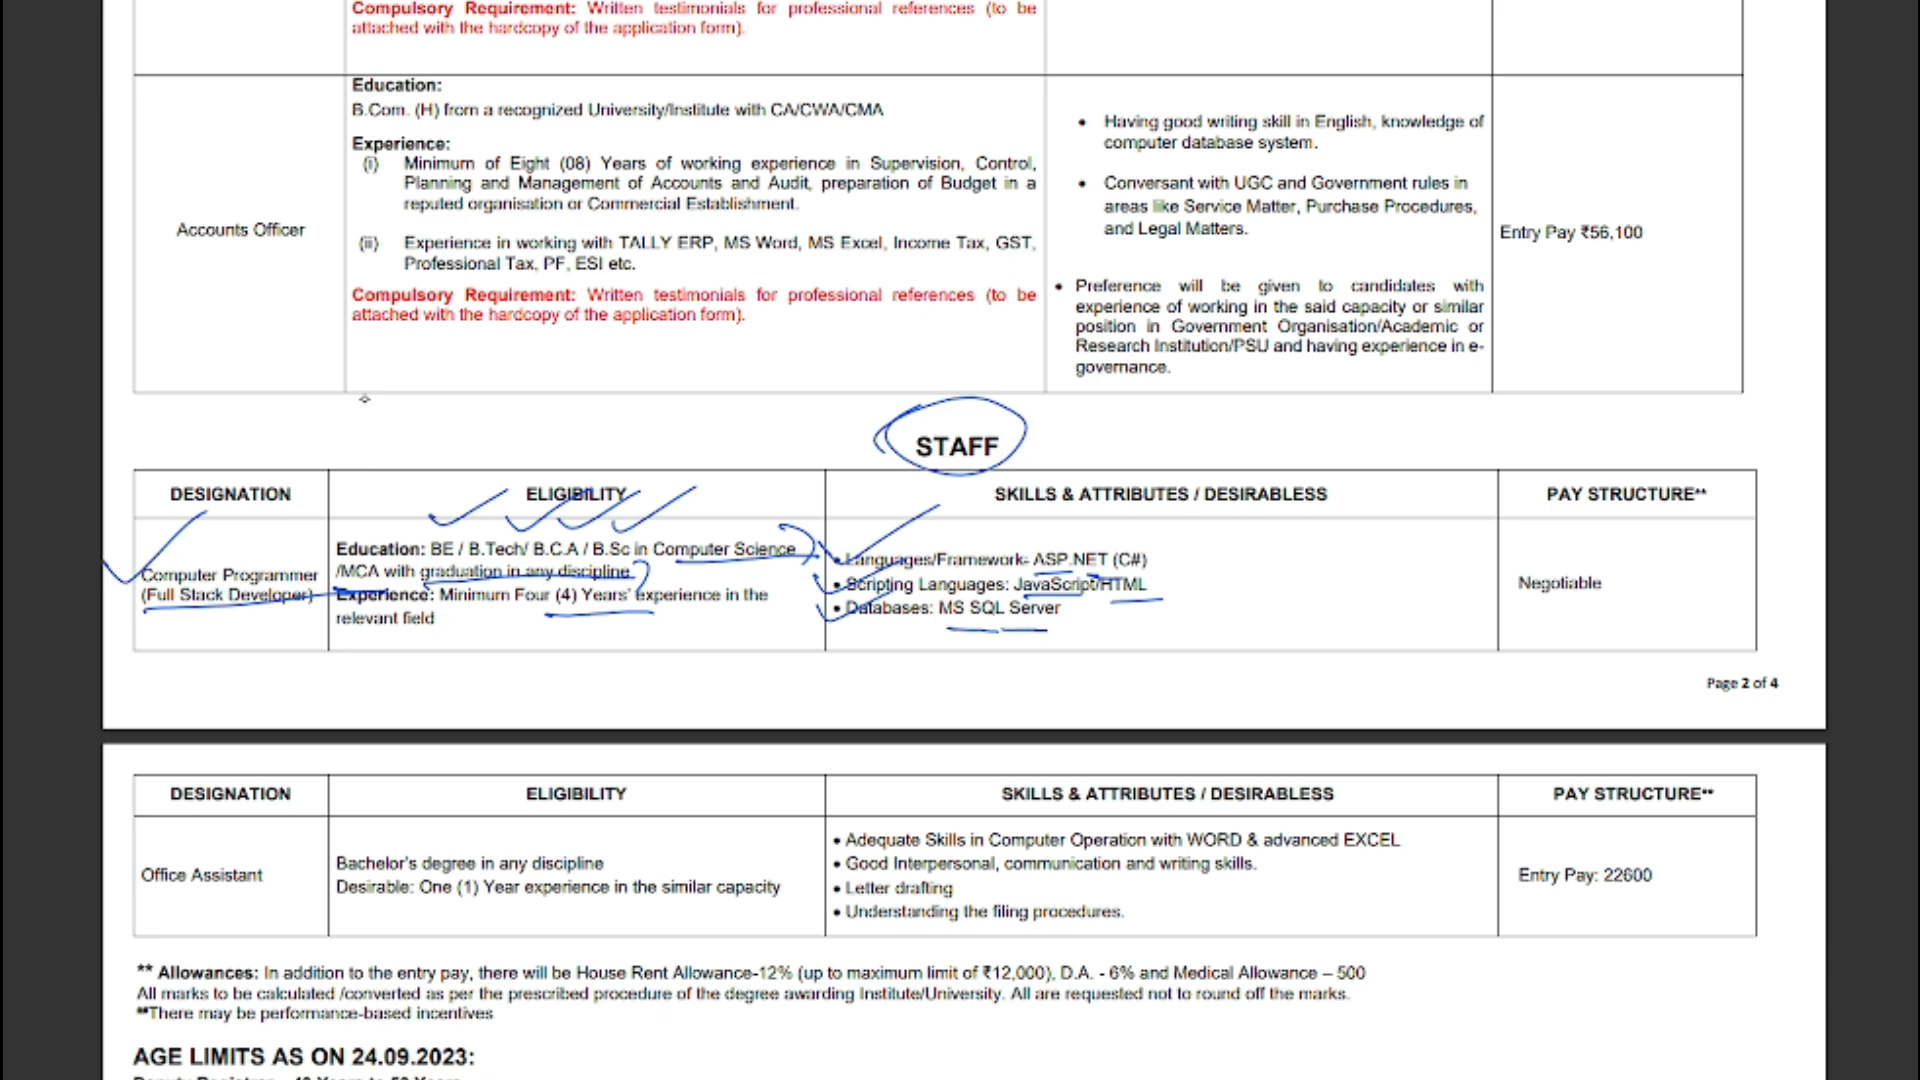 Compulsory Requirement: Written testimonials for professional references (to be
attached with the hardcopy of the application form).
Accounts Officer
Education:
B.Com. (H) from a recognized University/Institute with CA/CWA/CMA
Experience:
(i) Minimum of Eight (08) Years of working experience in Supervision, Control,
Planning and Management of Accounts and Audit, preparation of Budget in a
reputed organisation or Commercial Establishment.
(ii) Experience in working with TALLY ERP, MS Word, MS Excel, Income Tax, GST,
Professional Tax, PF, ESI etc.
Compulsory Requirement: Written testimonials for professional references (to be
attached with the hardcopy of the application form).
• Having good writing skill in English, knowledge of
computer database system.
• Conversant with UGC and Government rules in
areas like Service Matter, Purchase Procedures,
and Legal Matters.
• Preference will be given to candidates with
experience of working in the said capacity or similar
position in Government Organisation/Academic or
Research Institution/PSU and having experience in e-
governance.
Entry Pay ₹56,100
STAFF
DESIGNATION ELIGIBILITY SKILLS & ATTRIBUTES / DESIRABLESS PAY STRUCTURE**
Computer Programmer
(Full Stack Developer)
Education: BE / B.Tech/ B.C.A / B.Sc in Computer Science
/MCA with graduation in any discipline
Experience: Minimum Four (4) Years' experience in the
relevant field
• Languages/Framework- ASP.NET (C#)
• Scripting Languages: JavaScript/HTML
• Databases: MS SQL Server
Negotiable
Page 2 of 4
DESIGNATION ELIGIBILITY SKILLS & ATTRIBUTES / DESIRABLESS PAY STRUCTURE**
Office Assistant
Bachelor's degree in any discipline
Desirable: One (1) Year experience in the similar capacity
• Adequate Skills in Computer Operation with WORD & advanced EXCEL
• Good Interpersonal, communication and writing skills.
• Letter drafting
• Understanding the filing procedures.
Entry Pay: 22600
** Allowances: In addition to the entry pay, there will be House Rent Allowance-12% (up to maximum limit of ₹12,000), D.A. - 6% and Medical Allowance – 500
All marks to be calculated /converted as per the prescribed procedure of the degree awarding Institute/University. All are requested not to round off the marks.
**There may be performance-based incentives
AGE LIMITS AS ON 24.09.2023: